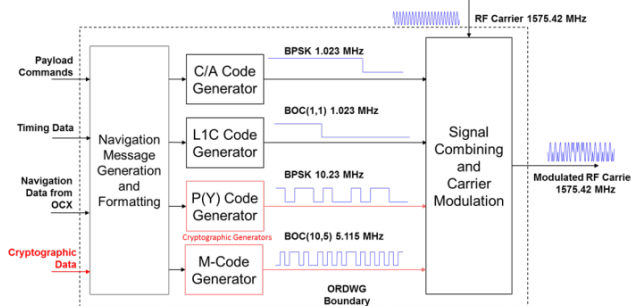 RF Carrier 1575.42 MHz
Payload
Commands
BPSK 1.023 MHz
C/A Code
Generator
BOC(1,1) 1.023 MHz
Timing Data
L1C Code
Generator
Navigation
Message
Generation
and
Formatting
Signal
Combining
and
Carrier
Modulation
Navigation
Data from
OCX
BPSK 10.23 MHz
P(Y) Code
Generator
Modulated RF Carrier
1575.42 MHz
Cryptographic Generators
Cryptographic
Data
BOC(10,5) 5.115 MHz
M-Code
Generator
ORDWG
Boundary